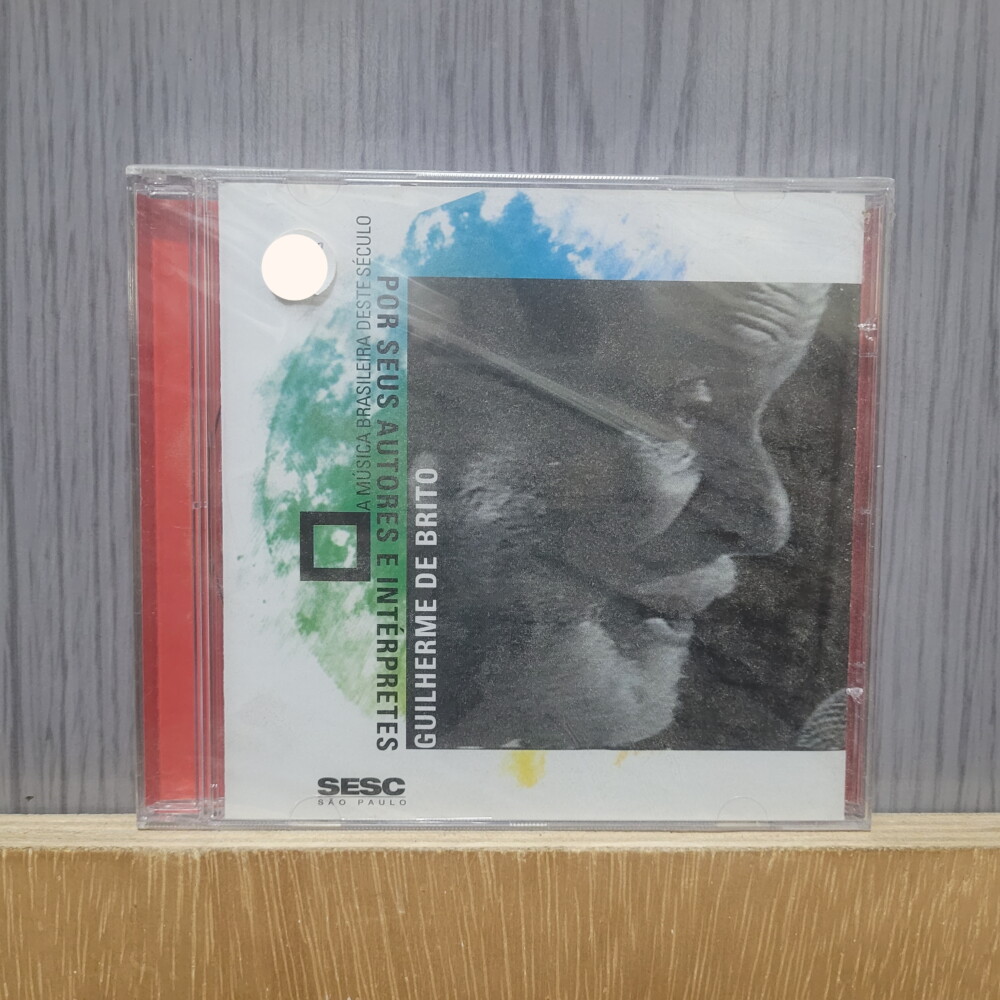 A MÚSICA BRASILEIRA DESTE SÉCULO
POR SEUS AUTORES E INTÉRPRETES
GUILHERME DE BRITO
SESC
SÃO PAULO